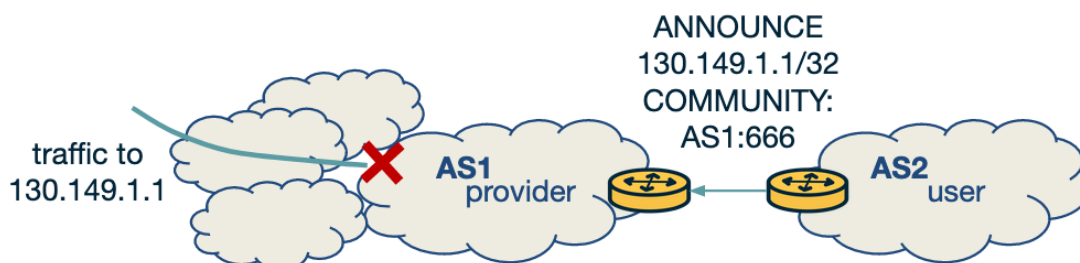 traffic to
130.149.1.1
AS1
provider
ANNOUNCE
130.149.1.1/32
COMMUNITY:
AS1:666
AS2
user